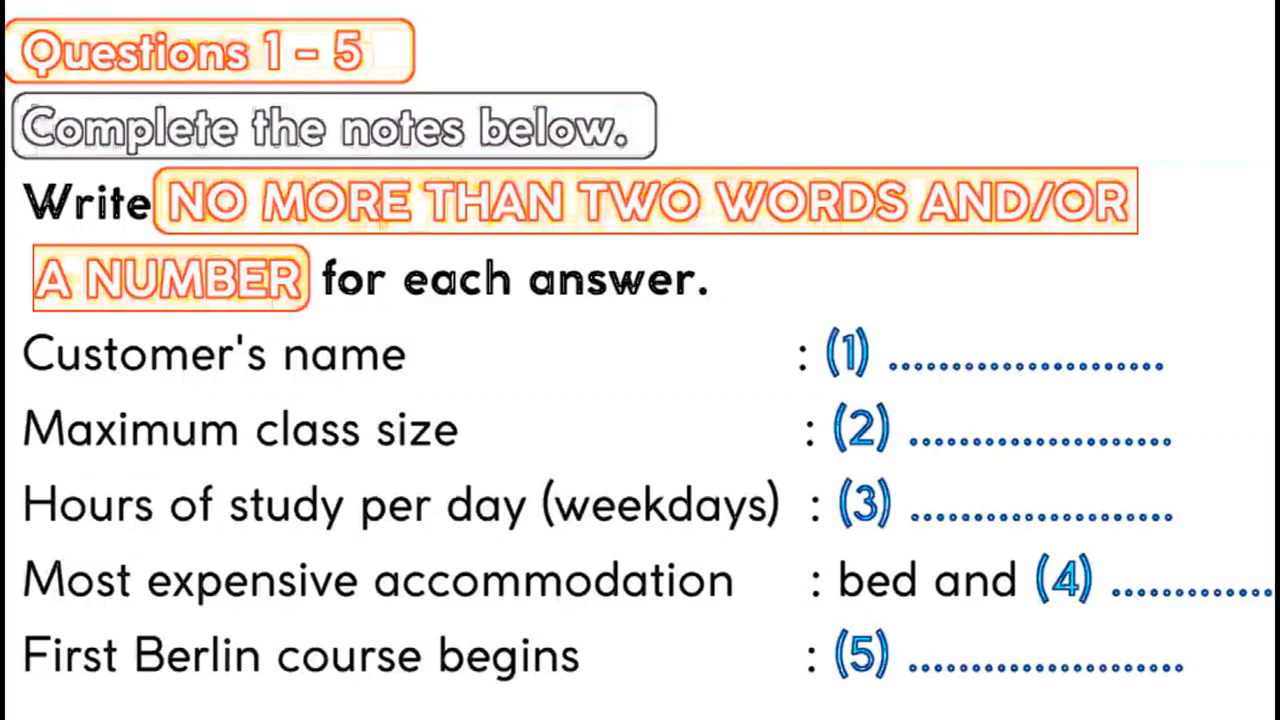 Questions 1 - 5
Complete the notes below.
Write NO MORE THAN TWO WORDS AND/OR
A NUMBER for each answer.
Customer's name : (1) ......................
Maximum class size : (2) .....................
Hours of study per day (weekdays) : (3) .....................
Most expensive accommodation : bed and (4) .............
First Berlin course begins : (5) ......................